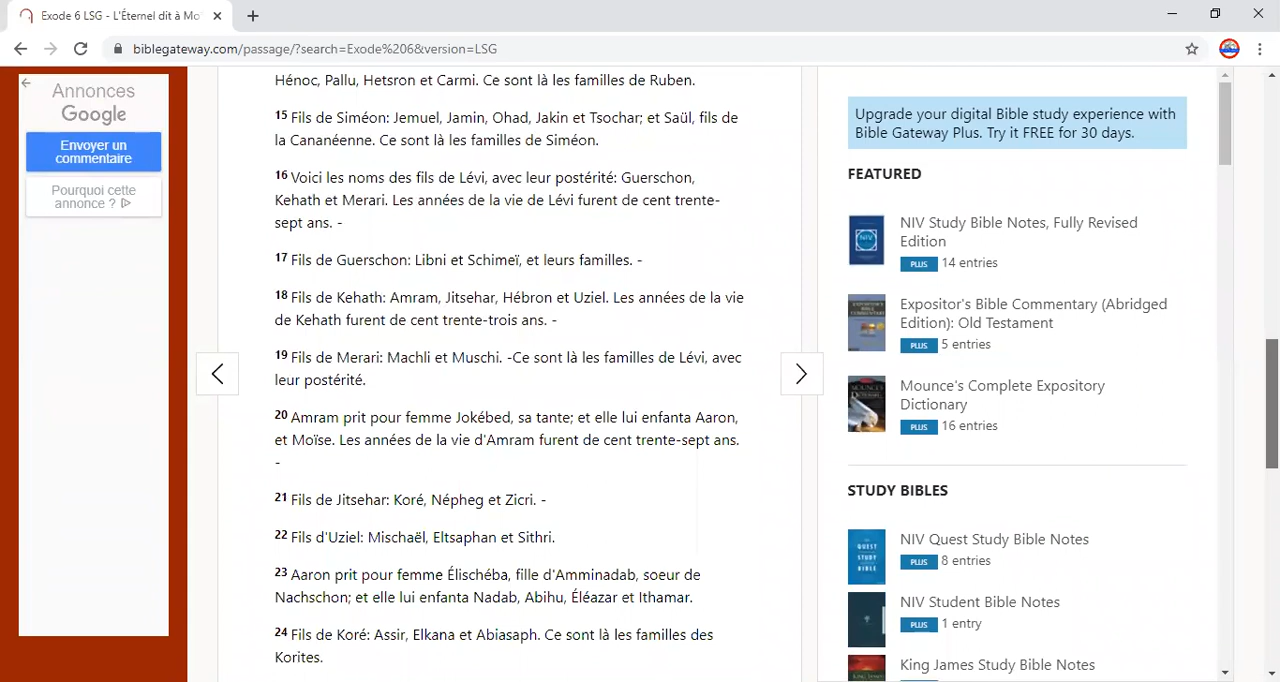 Exode 6 LSG - L'Éternel dit à Mo
biblegateway.com/passage/?search=Exode%206&version=LSG
Annonces
Google
Envoyer un
commentaire
Pourquoi cette
annonce ?
Hénoc, Pallu, Hetsron et Carmi. Ce sont là les familles de Ruben.
15 Fils de Siméon: Jemuel, Jamin, Ohad, Jakin et Tsochar; et Saül, fils de
la Cananéenne. Ce sont là les familles de Siméon.
16 Voici les noms des fils de Lévi, avec leur postérité: Guerschon,
Kehath et Merari. Les années de la vie de Lévi furent de cent trente-
sept ans. -
17 Fils de Guerschon: Libni et Schimeï, et leurs familles. -
18 Fils de Kehath: Amram, Jitsehar, Hébron et Uziel. Les années de la vie
de Kehath furent de cent trente-trois ans. -
19 Fils de Merari: Machli et Muschi. -Ce sont là les familles de Lévi, avec
leur postérité.
20 Amram prit pour femme Jokébed, sa tante; et elle lui enfanta Aaron,
et Moïse. Les années de la vie d'Amram furent de cent trente-sept ans.
-
21 Fils de Jitsehar: Koré, Népheg et Zicri. -
22 Fils d'Uziel: Mischaël, Eltsaphan et Sithri.
23 Aaron prit pour femme Élischéba, fille d'Amminadab, soeur de
Nachschon; et elle lui enfanta Nadab, Abihu, Éléazar et Ithamar.
24 Fils de Koré: Assir, Elkana et Abiasaph. Ce sont là les familles des
Korites.
Upgrade your digital Bible study experience with
Bible Gateway Plus. Try it FREE for 30 days.
FEATURED
NIV Study Bible Notes, Fully Revised
Edition
PLUS 14 entries
Expositor's Bible Commentary (Abridged
Edition): Old Testament
PLUS 5 entries
Mounce's Complete Expository
Dictionary
PLUS 16 entries
STUDY BIBLES
NIV Quest Study Bible Notes
PLUS 8 entries
NIV Student Bible Notes
PLUS 1 entry
King James Study Bible Notes